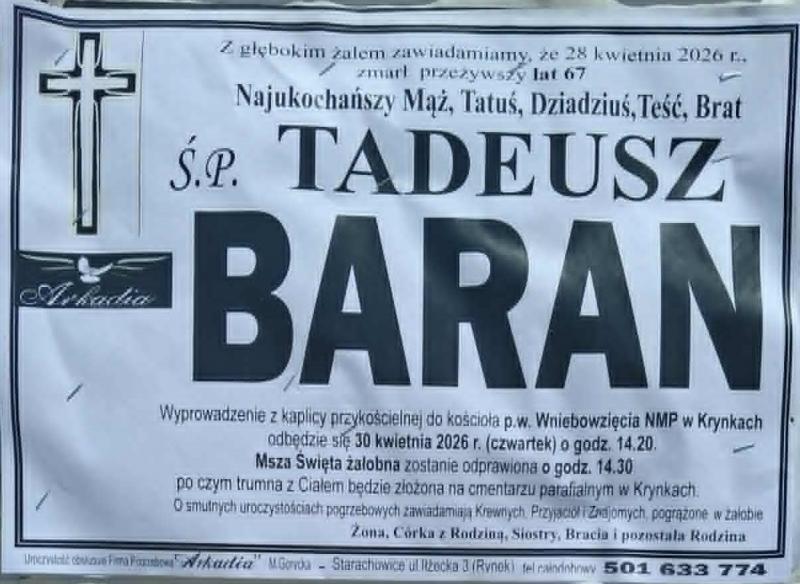 Z głębokim żalem zawiadamiamy, że 28 kwietnia 2026 r.,
zmarł przeżywszy lat 67
Najukochańszy Mąż, Tatuś, Dziadziuś, Teść, Brat
Ś.P. TADEUSZ
BARAN
Arkadia
Wyprowadzenie z kaplicy przykościelnej do kościoła p.w. Wniebowzięcia NMP w Krynkach
odbędzie się 30 kwietnia 2026 r. (czwartek) o godz. 14.20.
Msza Święta żałobna zostanie odprawiona o godz. 14.30
po czym trumna z Ciałem będzie złożona na cmentarzu parafialnym w Krynkach.
O smutnych uroczystościach pogrzebowych zawiadamiają Krewnych, Przyjaciół i Znajomych, pogrążone w żałobie
Żona, Córka z Rodziną, Siostry, Bracia i pozostała Rodzina
Uroczystość obsługuje Firma Pogrzebowa "Arkadia" M.Gorycka - Starachowice ul.Iłżecka 3 (Rynek) tel.całodobowy 501 633 774